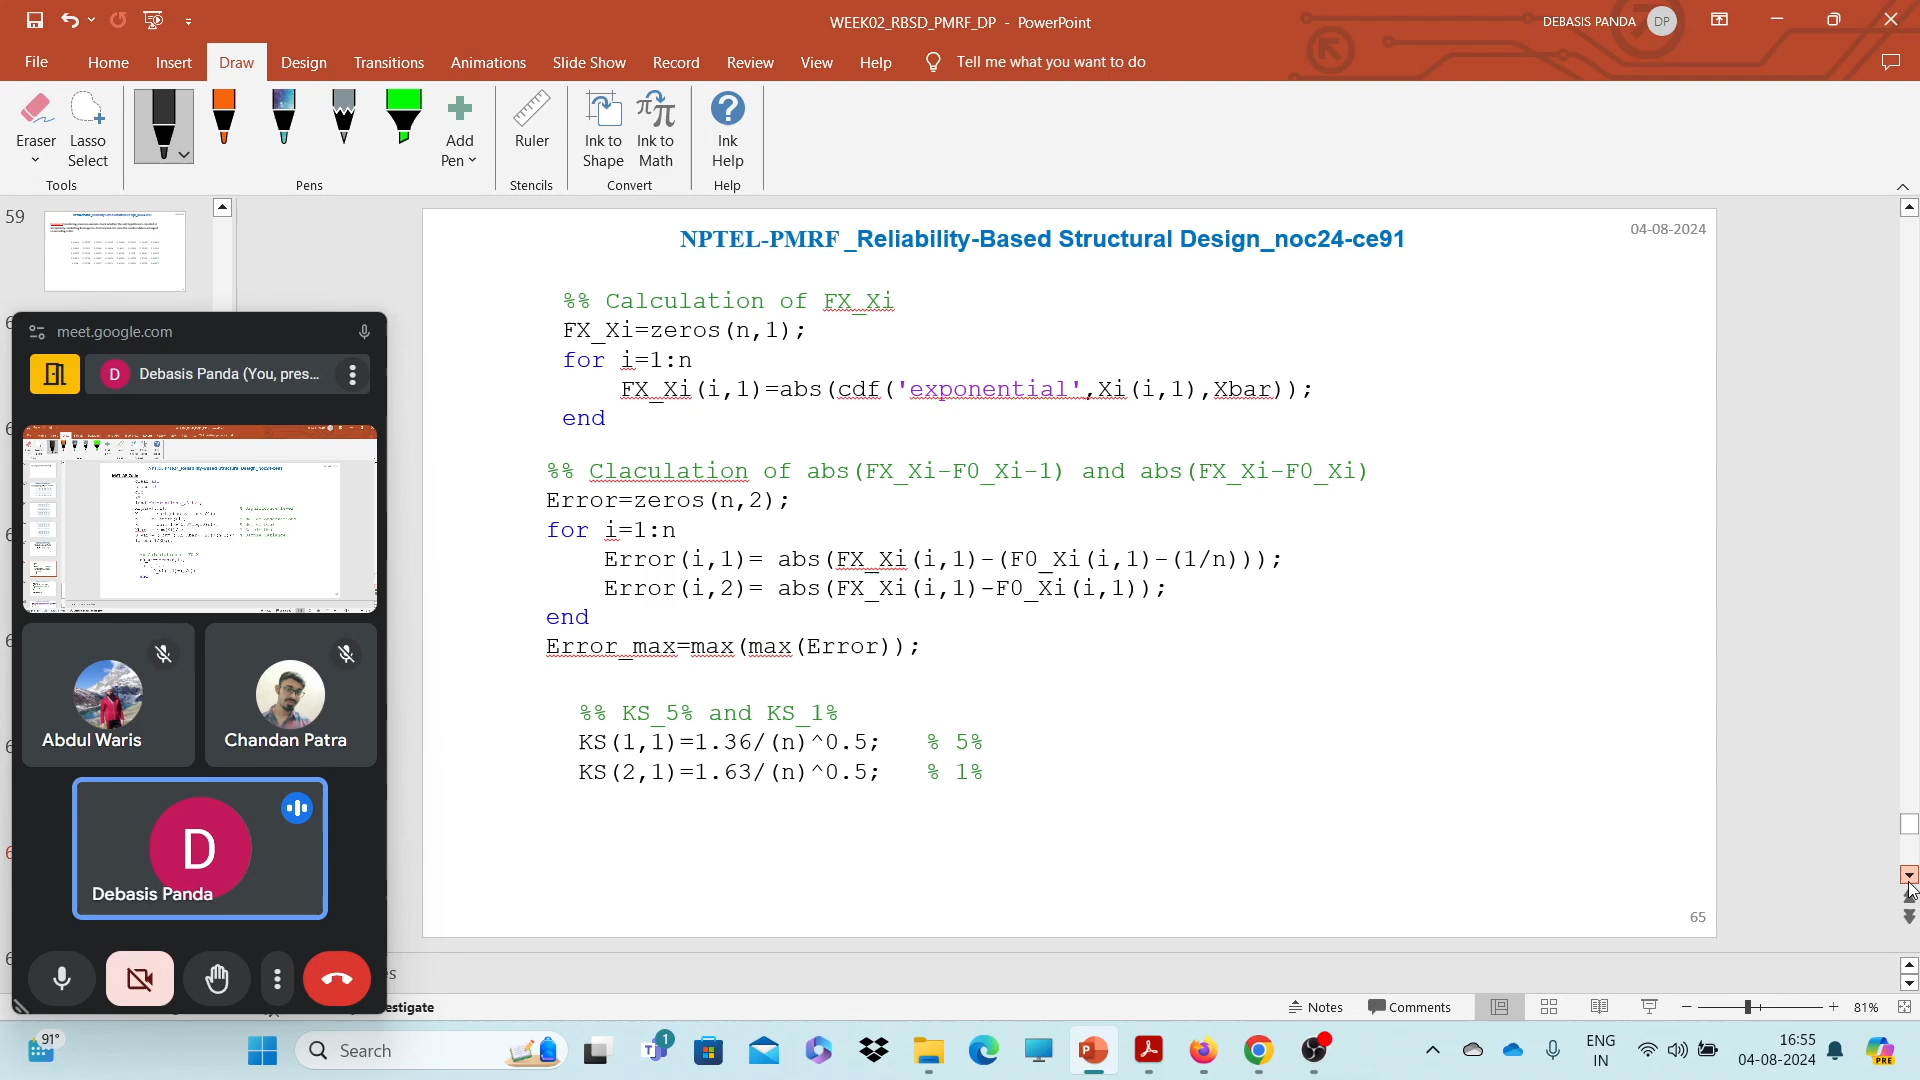 WEEK02_RBSD_PMRF_DP - PowerPoint
DEBASIS PANDA DP
File Home Insert Draw Design Transitions Animations Slide Show Record Review View Help Tell me what you want to do
Eraser
Lasso Select
Add Pen
Ruler
Ink to Shape
Ink to Math
Ink Help
Tools Pens Stencils Convert Help
59
meet.google.com
D Debasis Panda (You, pres...
Abdul Waris
Chandan Patra
D
Debasis Panda
NPTEL-PMRF _Reliability-Based Structural Design_noc24-ce91
04-08-2024
%% Calculation of FX_Xi
FX_Xi=zeros(n,1);
for i=1:n
FX_Xi(i,1)=abs(cdf('exponential',Xi(i,1),Xbar));
end
%% Claculation of abs(FX_Xi-F0_Xi-1) and abs(FX_Xi-F0_Xi)
Error=zeros(n,2);
for i=1:n
Error(i,1)= abs(FX_Xi(i,1)-(F0_Xi(i,1)-(1/n)));
Error(i,2)= abs(FX_Xi(i,1)-F0_Xi(i,1));
end
Error_max=max(max(Error));
%% KS_5% and KS_1%
KS(1,1)=1.36/(n)^0.5; % 5%
KS(2,1)=1.63/(n)^0.5; % 1%
65
estigate
Notes Comments 81%
91°
Search
1
PRE
ENG
IN
16:55
04-08-2024